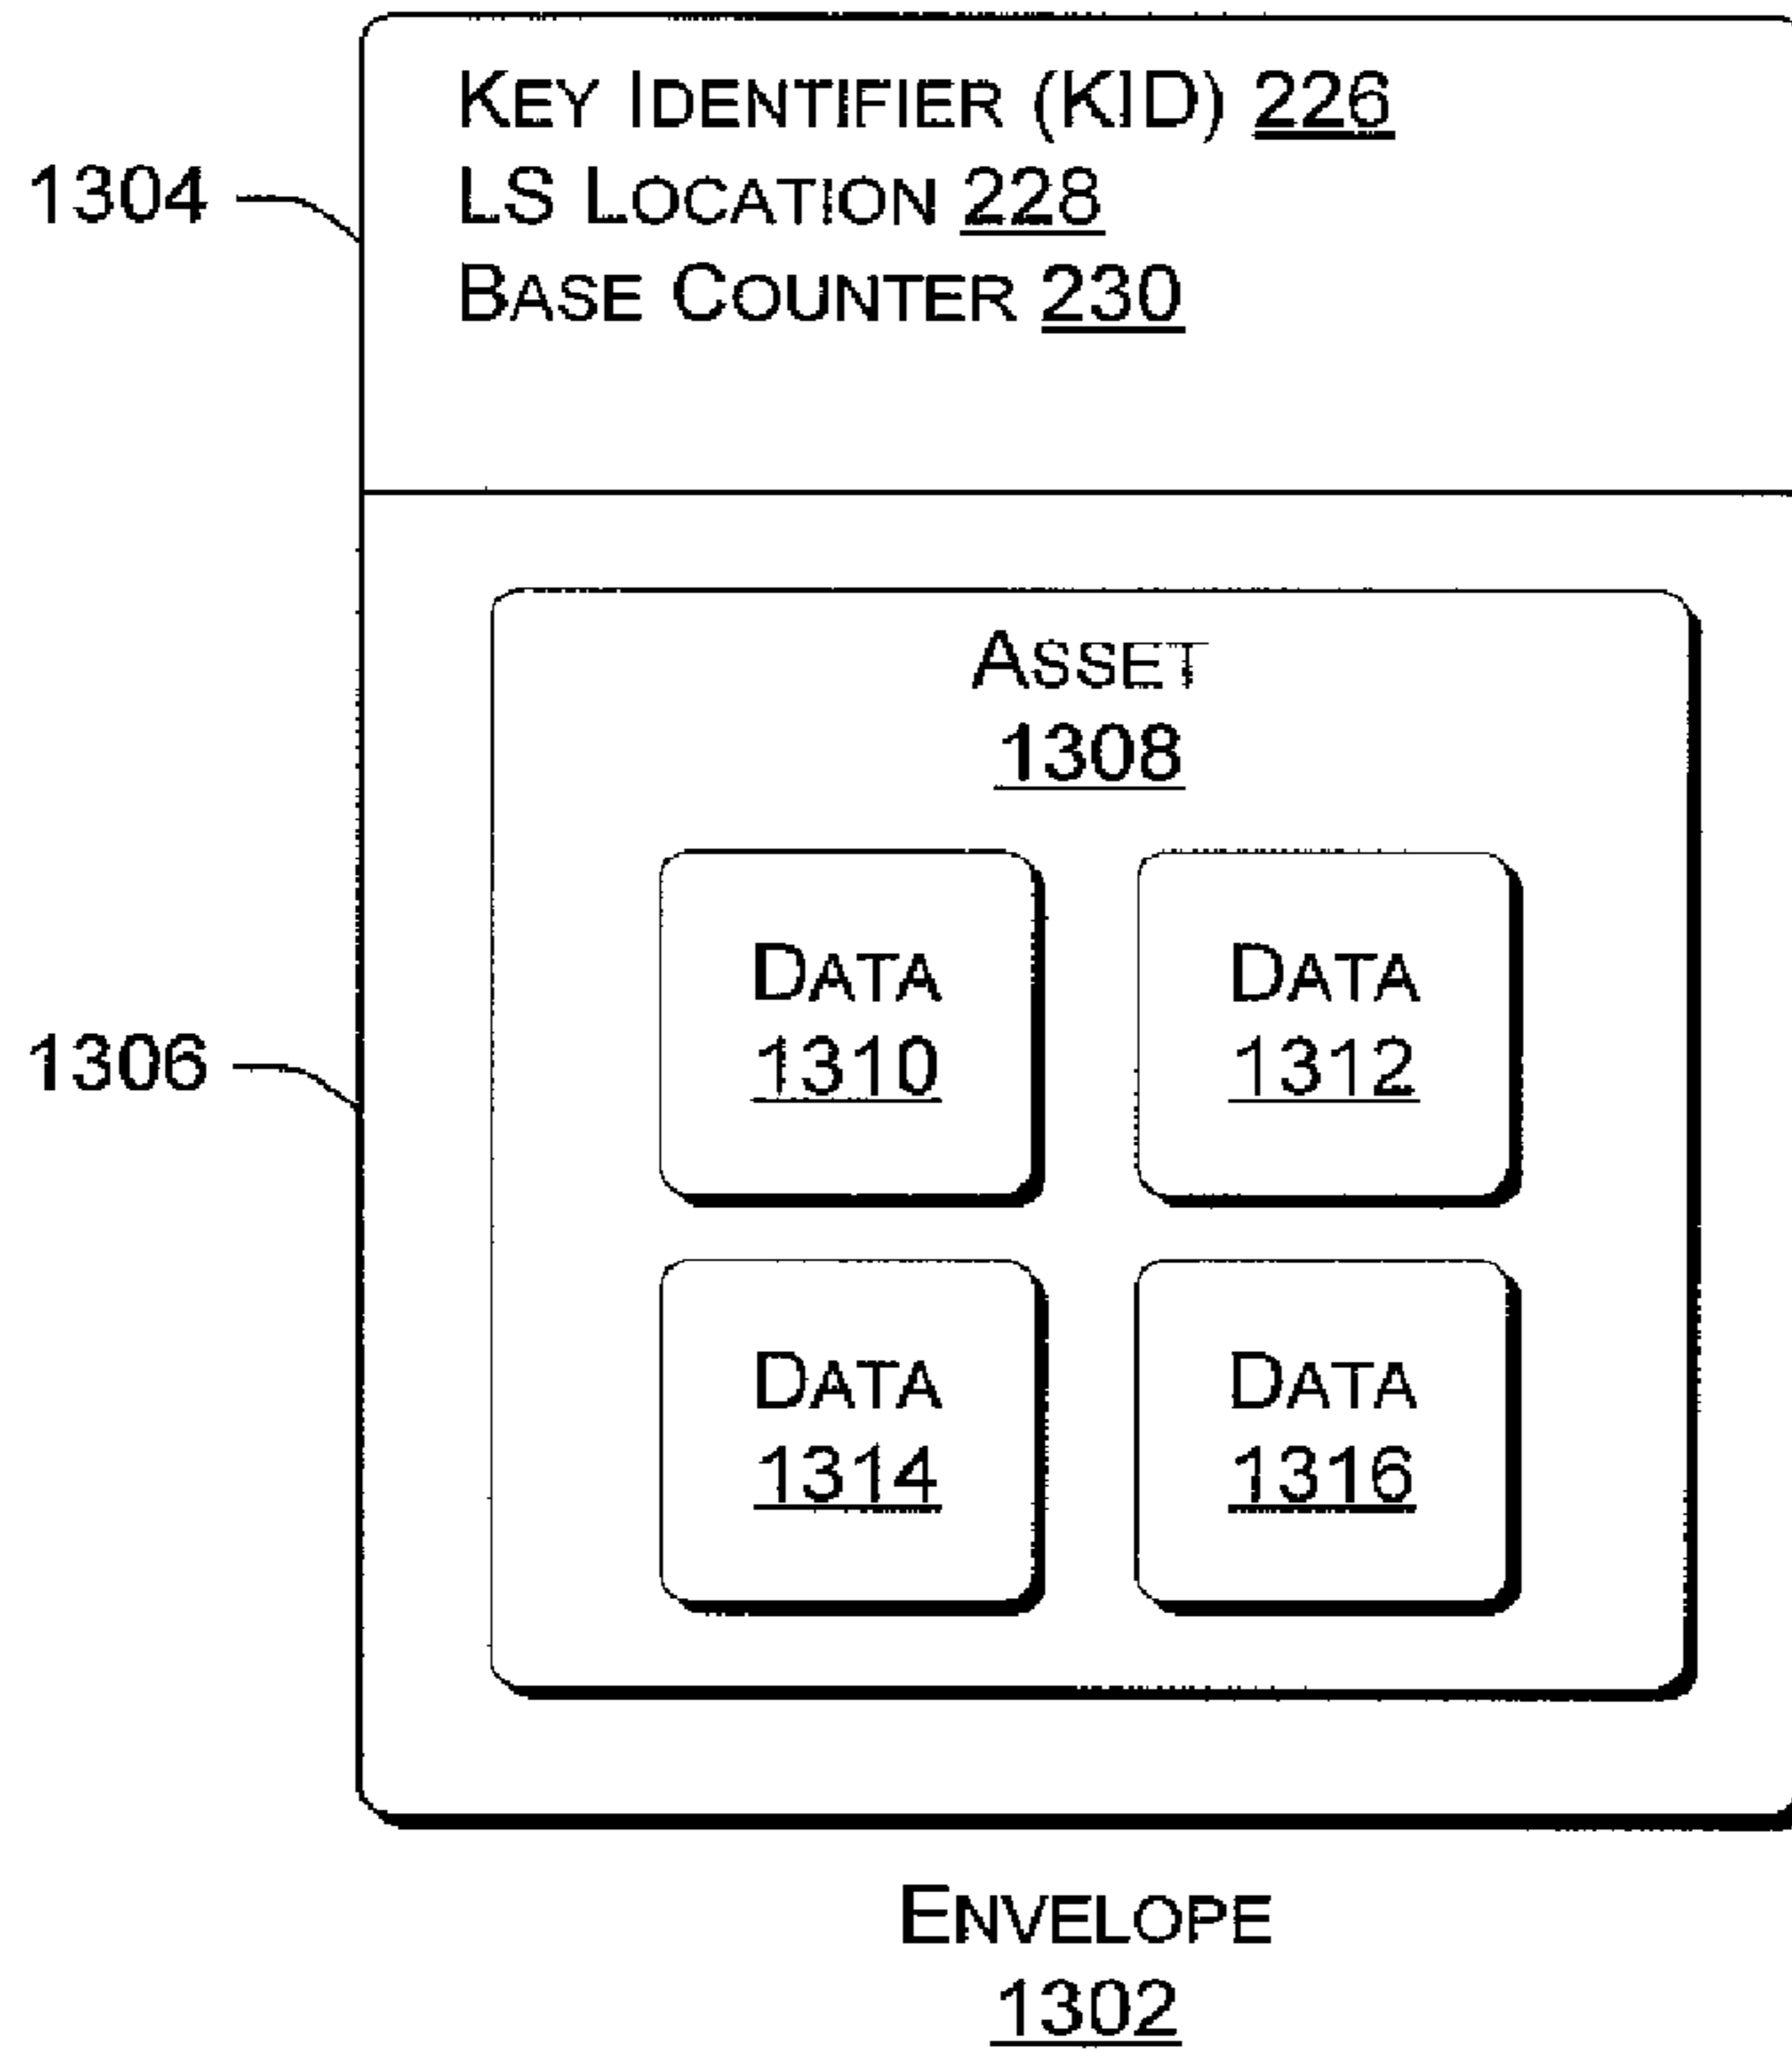 KEY IDENTIFIER (KID) 226
1304
LS LOCATION 228
BASE COUNTER 230
ASSET
1308
DATA DATA
1306
1310 1312
DATA DATA
1314 1316
ENVELOPE
1302